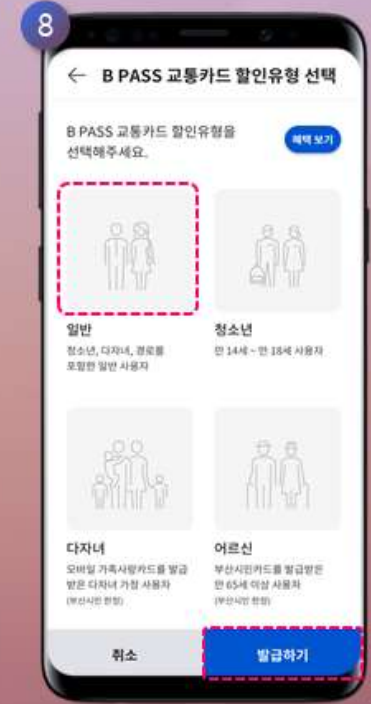 8
← B PASS 교통카드 할인유형 선택
B PASS 교통카드 할인유형을
선택해주세요.
혜택 보기
일반
청소년, 다자녀, 경로를
포함한 일반 사용자
청소년
만 14세 ~ 만 18세 사용자
다자녀
모바일 가족사랑카드를 발급
받은 다자녀 가정 사용자
(부산시민 한정)
어르신
부산시민카드를 발급받은
만 65세 이상 사용자
(부산시민 한정)
취소
발급하기